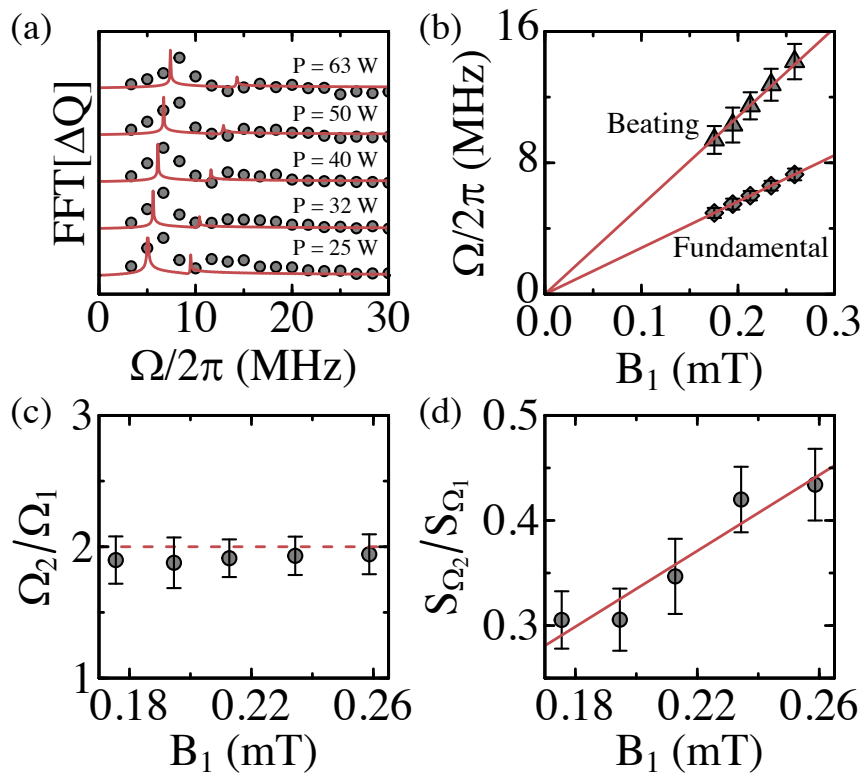 (a)
FFT[ΔQ]
P = 63 W
P = 50 W
P = 40 W
P = 32 W
P = 25 W
0 10 20 30
Ω/2π (MHz)
(b)
Ω/2π (MHz)
16
8
0
Beating
Fundamental
0.0 0.1 0.2 0.3
B₁ (mT)
(c)
Ω₂/Ω₁
3
2
1
0.18 0.22 0.26
B₁ (mT)
(d)
S_Ω₂/S_Ω₁
0.5
0.4
0.3
0.18 0.22 0.26
B₁ (mT)